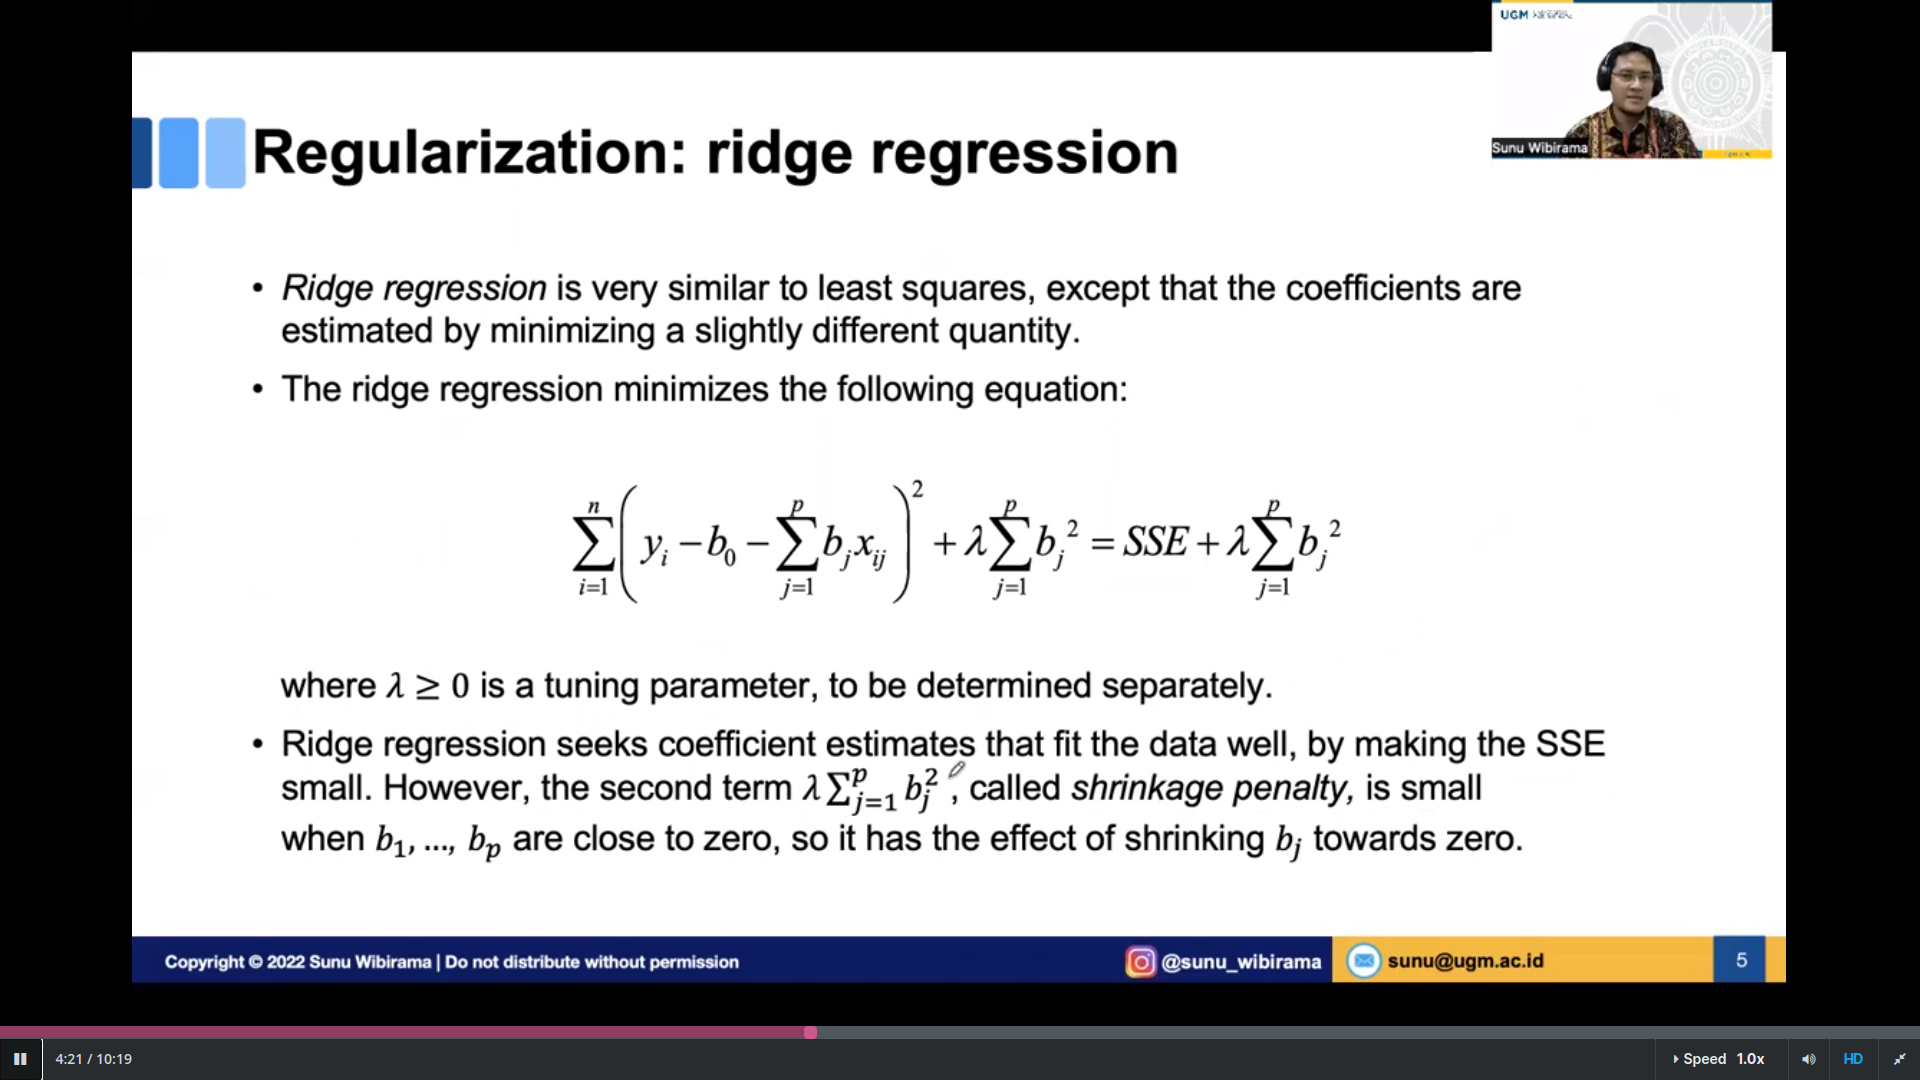 UGM
Sunu Wibirama
Regularization: ridge regression
• Ridge regression is very similar to least squares, except that the coefficients are
estimated by minimizing a slightly different quantity.
• The ridge regression minimizes the following equation:
\sum_{i=1}^{n} \left( y_i - b_0 - \sum_{j=1}^{p} b_j x_{ij} \right)^2 + \lambda \sum_{j=1}^{p} b_j^2 = SSE + \lambda \sum_{j=1}^{p} b_j^2
where λ ≥ 0 is a tuning parameter, to be determined separately.
• Ridge regression seeks coefficient estimates that fit the data well, by making the SSE
small. However, the second term λ∑_{j=1}^{p} b_j^2 , called shrinkage penalty, is small
when b_1, ..., b_p are close to zero, so it has the effect of shrinking b_j towards zero.
Copyright © 2022 Sunu Wibirama | Do not distribute without permission
@sunu_wibirama
sunu@ugm.ac.id
5
4:21 / 10:19
Speed 1.0x
HD